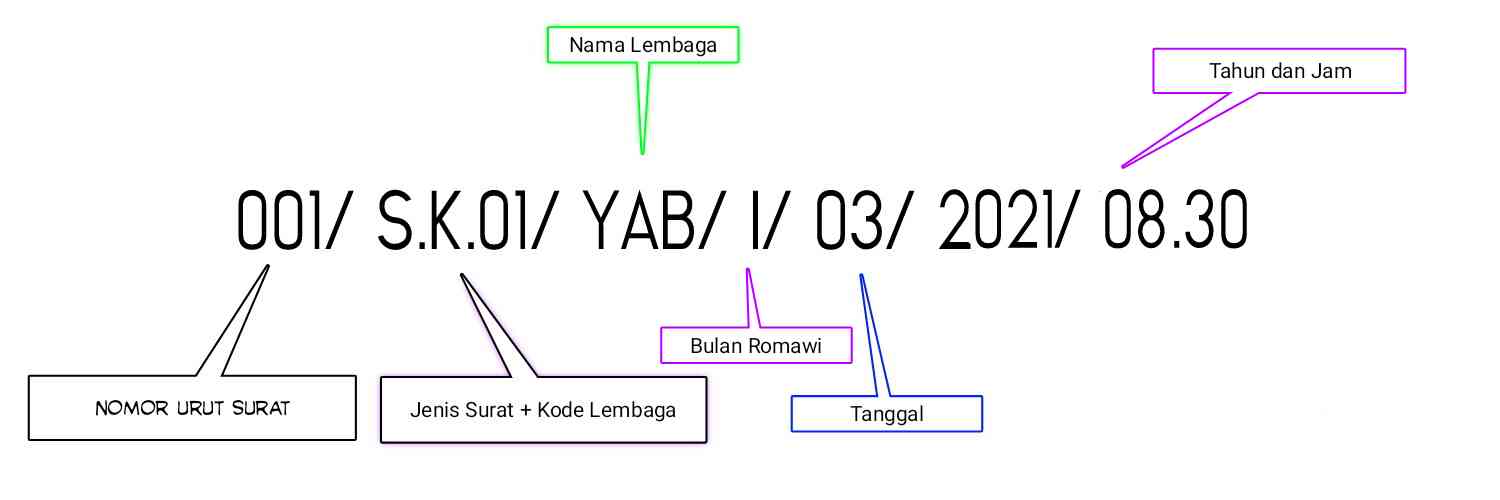 Nama Lembaga
Tahun dan Jam
001/ S.K.01/ YAB/ I/ 03/ 2021/ 08.30
Bulan Romawi
NOMOR URUT SURAT
Jenis Surat + Kode Lembaga
Tanggal